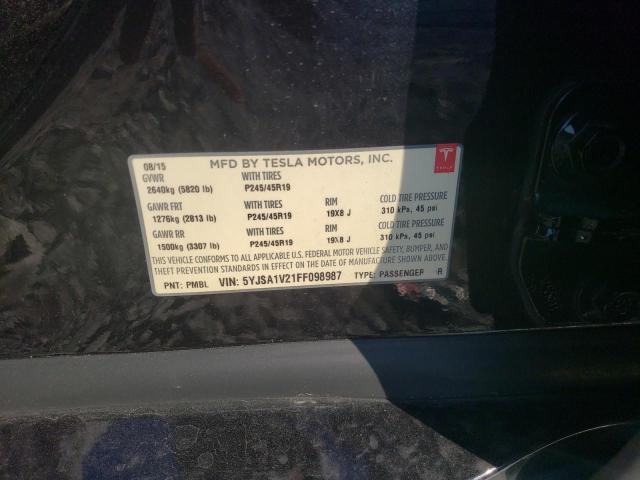 08/15 MFD BY TESLA MOTORS, INC.
GVWR WITH TIRES
2640kg (5820 lb) P245/45R19
GAWR FRT WITH TIRES RIM COLD TIRE PRESSURE
1276kg (2813 lb) P245/45R19 19X8 J 310 kPa, 45 psi
GAWR RR WITH TIRES RIM COLD TIRE PRESSURE
1500kg (3307 lb) P245/45R19 19X8 J 310 kPa, 45 psi
THIS VEHICLE CONFORMS TO ALL APPLICABLE U.S. FEDERAL MOTOR VEHICLE SAFETY, BUMPER, AND
THEFT PREVENTION STANDARDS IN EFFECT ON THE DATE OF MANUFACTURE SHOWN ABOVE.
PNT: PMBL VIN: 5YJSA1V21FF098987 TYPE: PASSENGER R
TESLA